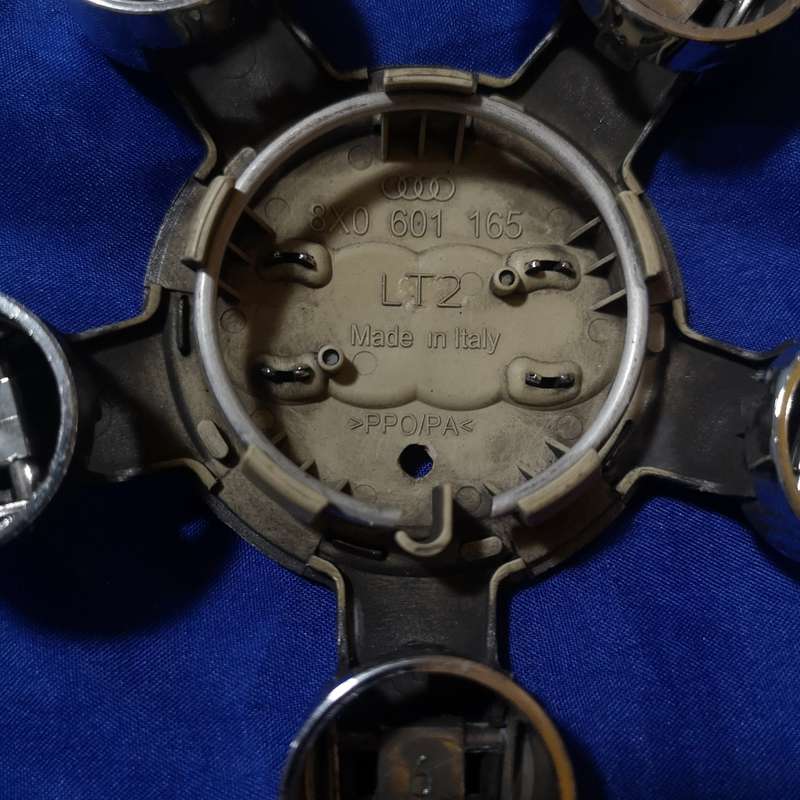 8X0 601 165
LT2
Made in Italy
>PPO/PA<